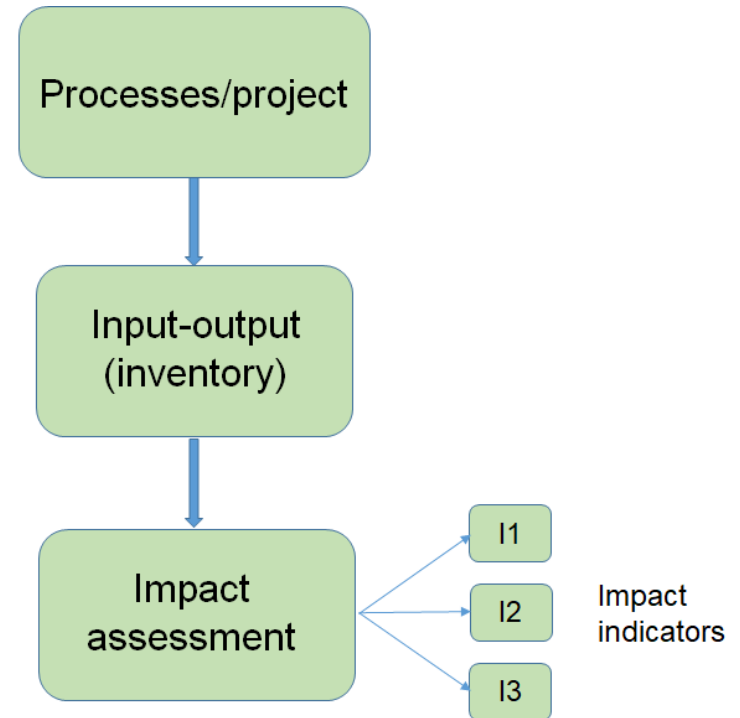 Processes/project
Input-output
(inventory)
Impact
assessment
I1
I2
I3
Impact
indicators